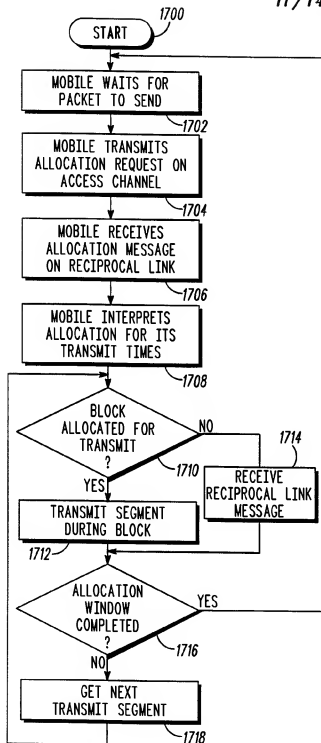 START
1700
MOBILE WAITS FOR
PACKET TO SEND
1702
MOBILE TRANSMITS
ALLOCATION REQUEST ON
ACCESS CHANNEL
1704
MOBILE RECEIVES
ALLOCATION MESSAGE
ON RECIPROCAL LINK
1706
MOBILE INTERPRETS
ALLOCATION FOR ITS
TRANSMIT TIMES
1708
BLOCK
ALLOCATED FOR
TRANSMIT
?
1710
NO
YES
1714
RECEIVE
RECIPROCAL LINK
MESSAGE
TRANSMIT SEGMENT
DURING BLOCK
1712
ALLOCATION
WINDOW
COMPLETED
?
YES
1716
NO
GET NEXT
TRANSMIT SEGMENT
1718